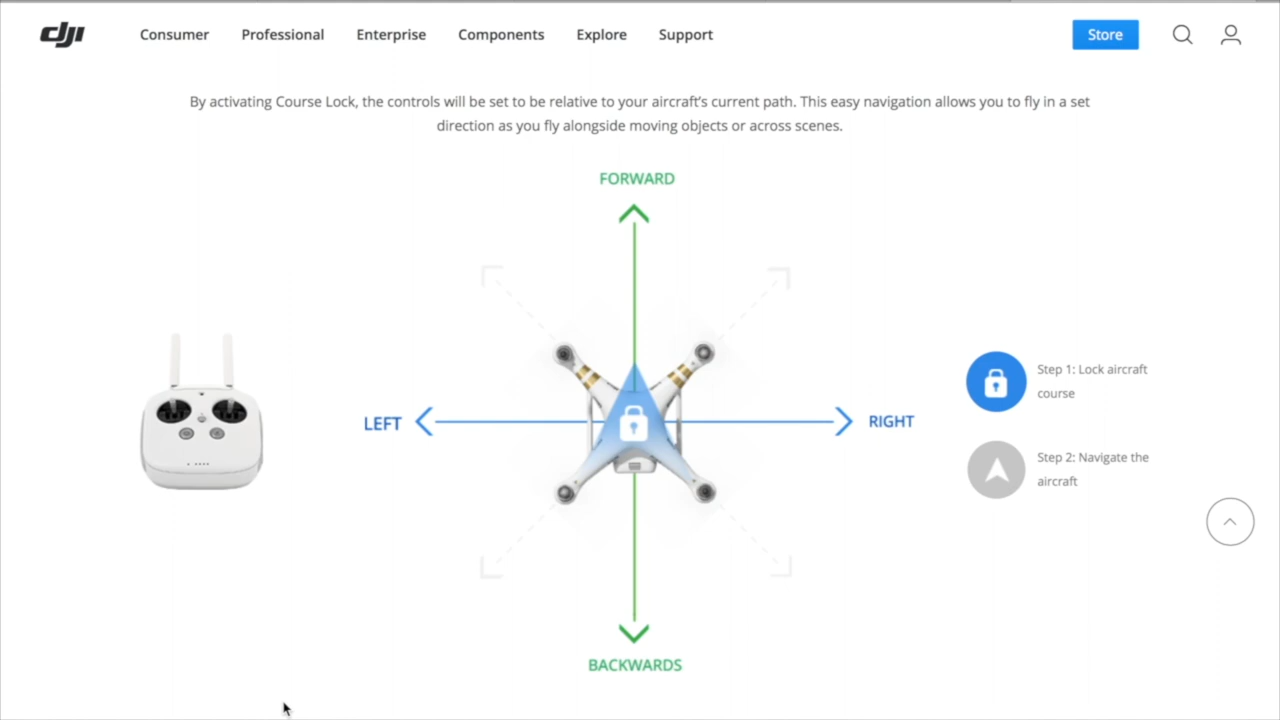 dji
Consumer Professional Enterprise Components Explore Support Store
By activating Course Lock, the controls will be set to be relative to your aircraft's current path. This easy navigation allows you to fly in a set
direction as you fly alongside moving objects or across scenes.
FORWARD
LEFT
RIGHT
Step 1: Lock aircraft
course
Step 2: Navigate the
aircraft
BACKWARDS